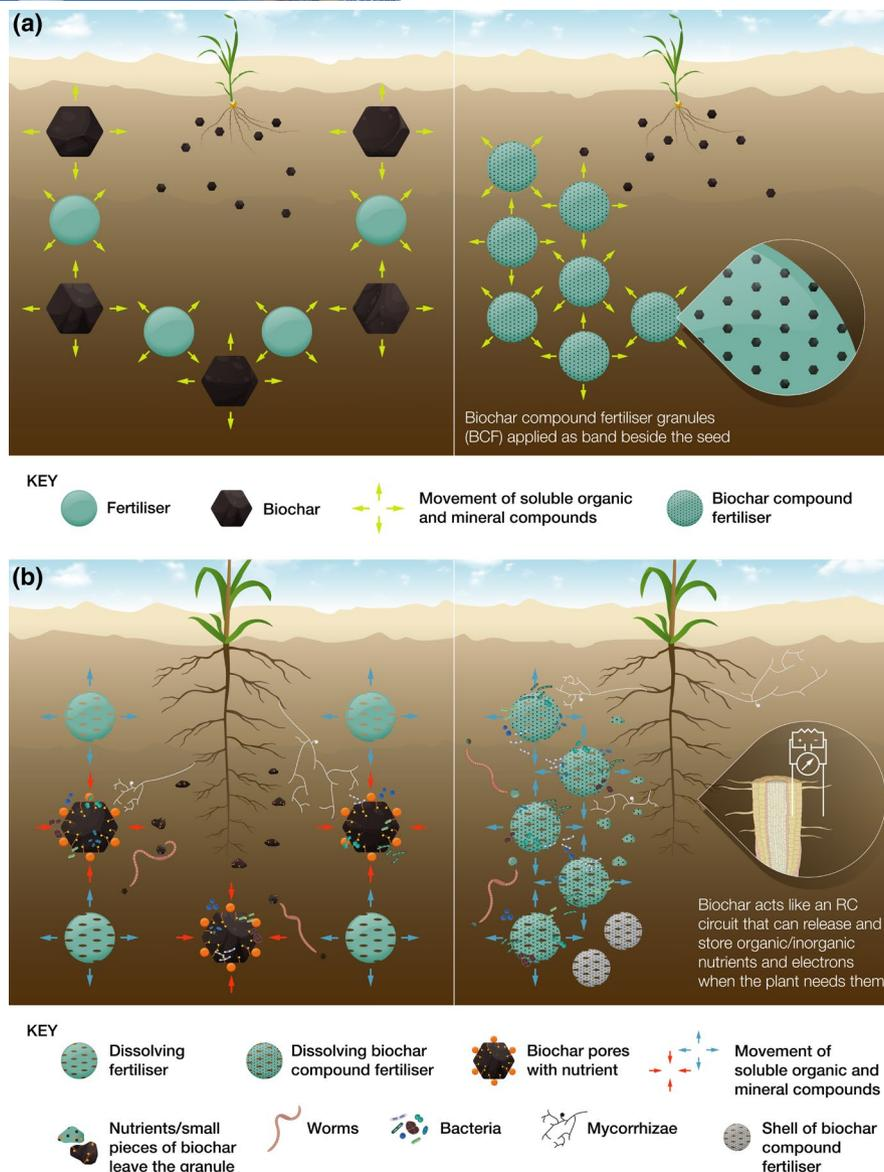 (a)
Biochar compound fertiliser granules
(BCF) applied as band beside the seed
KEY
Fertiliser
Biochar
Movement of soluble organic
and mineral compounds
Biochar compound
fertiliser
(b)
Biochar acts like an RC
circuit that can release and
store organic/inorganic
nutrients and electrons
when the plant needs them
KEY
Dissolving
fertiliser
Dissolving biochar
compound fertiliser
Biochar pores
with nutrient
Movement of
soluble organic and
mineral compounds
Nutrients/small
pieces of biochar
leave the granule
Worms
Bacteria
Mycorrhizae
Shell of biochar
compound
fertiliser